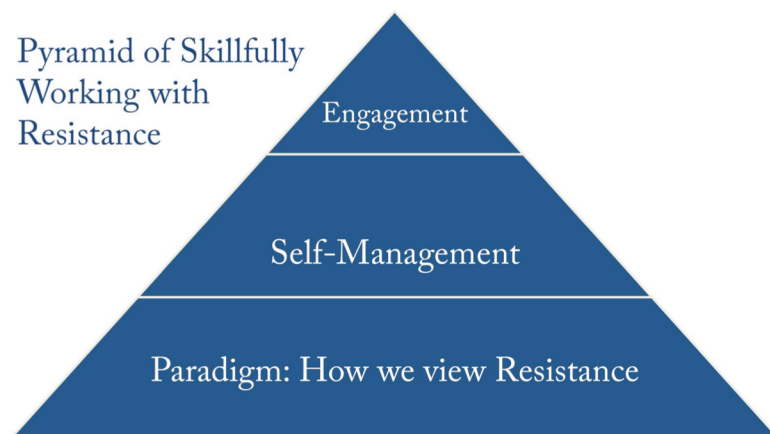 Pyramid of Skillfully
Working with
Resistance
Engagement
Self-Management
Paradigm: How we view Resistance